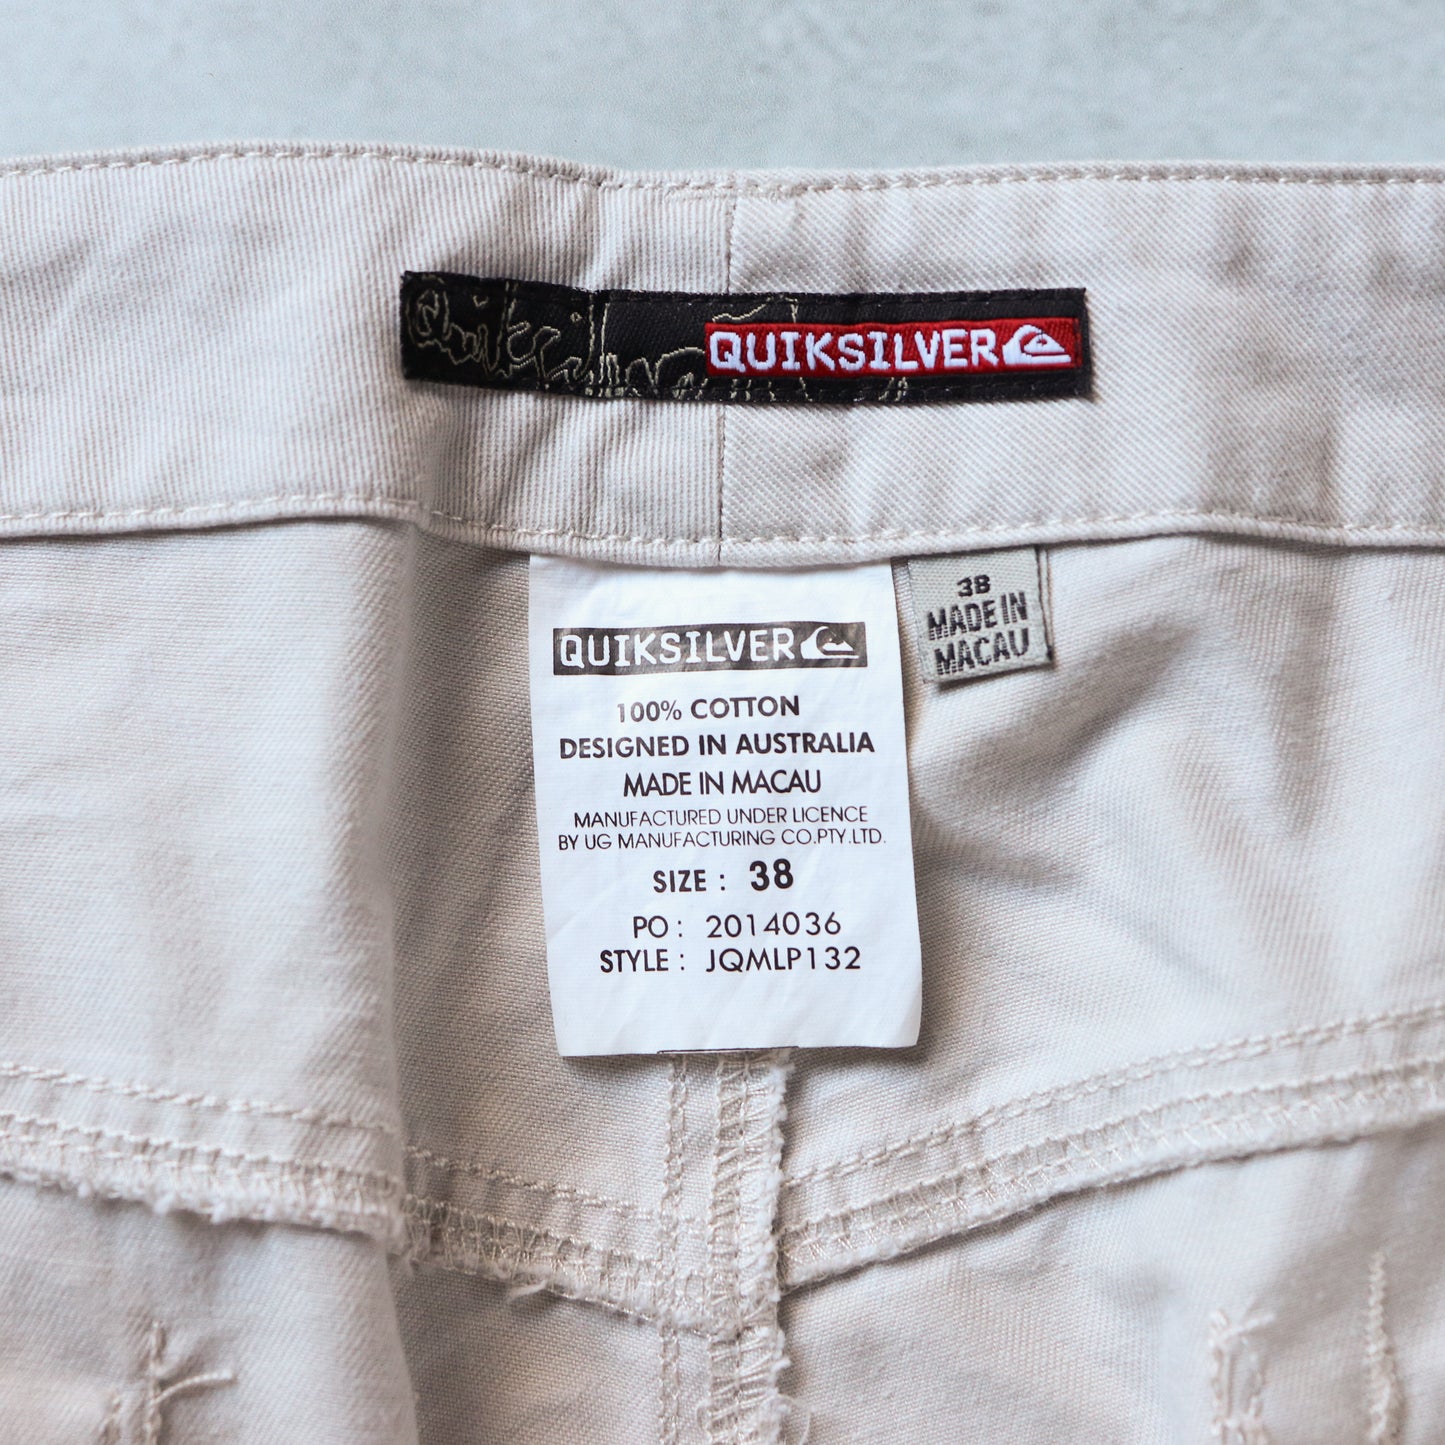 Quiksilver
QUIKSILVER
QUIKSILVER
100% COTTON
DESIGNED IN AUSTRALIA
MADE IN MACAU
MANUFACTURED UNDER LICENCE
BY UG MANUFACTURING CO.PTY.LTD.
SIZE : 38
PO : 2014036
STYLE : JQMLP132
38
MADE IN
MACAU